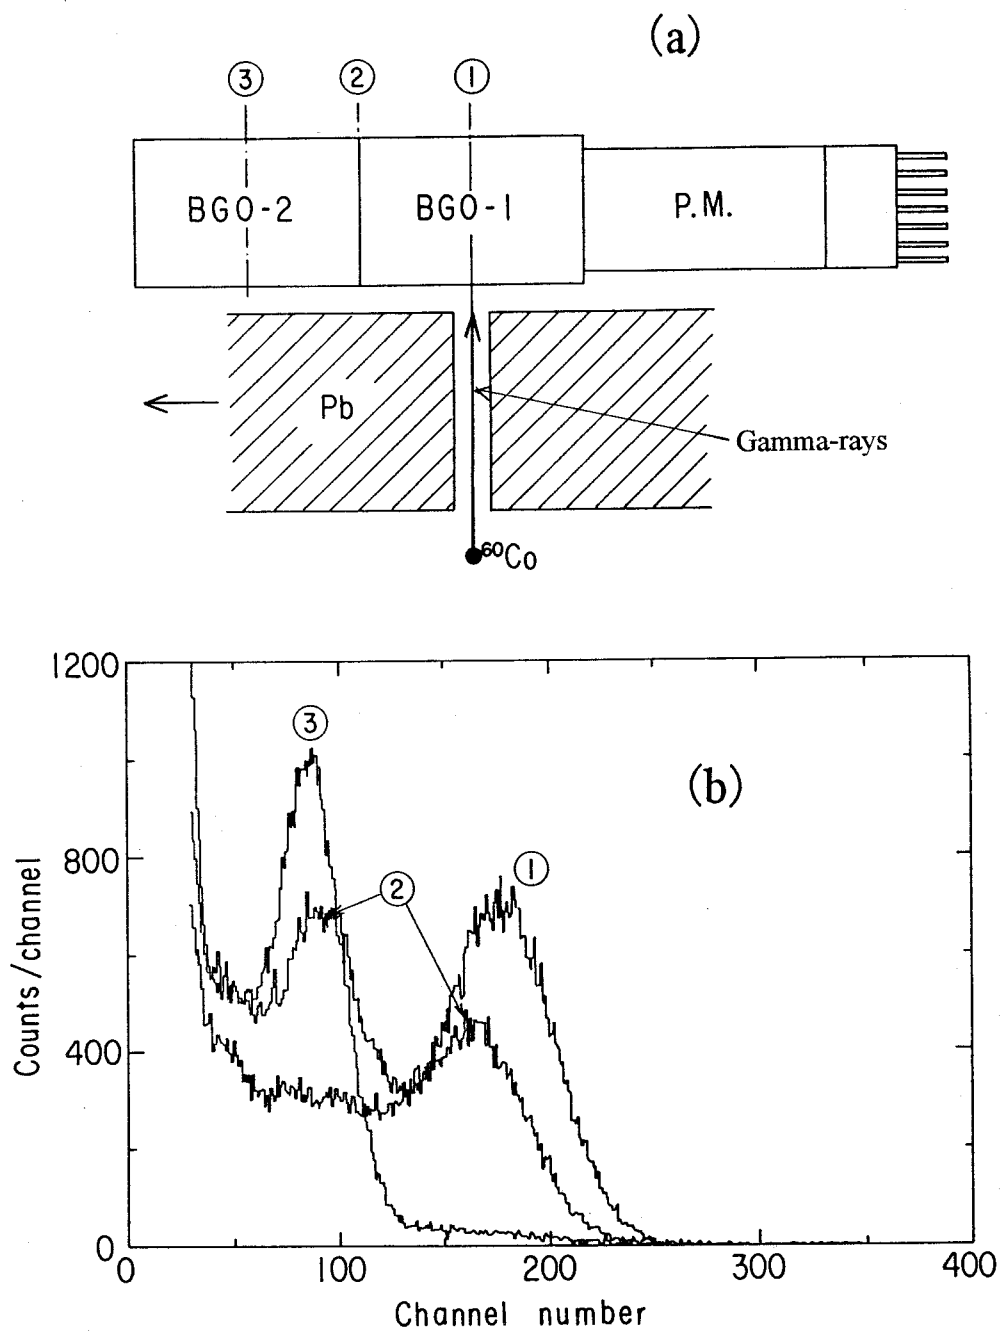 (a)
③ ② ①
BGO-2 BGO-1 P.M.
Pb
Gamma-rays
⁶⁰Co
(b)
1200
800
400
0
Counts/channel
③
②
①
0 100 200 300 400
Channel number